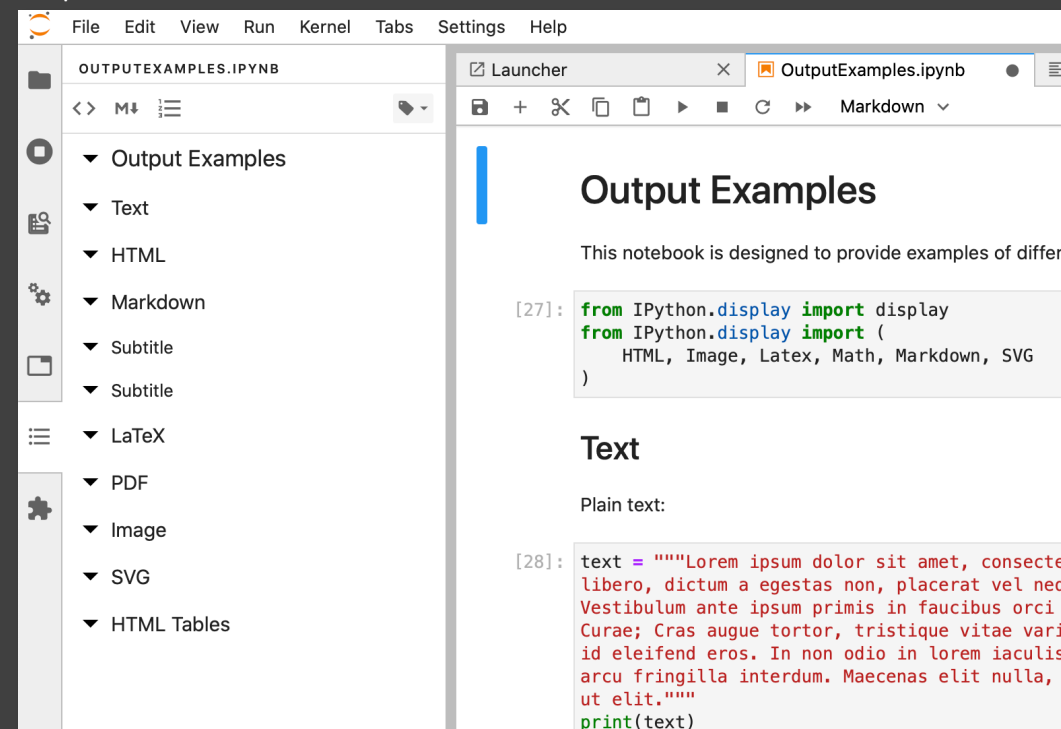 File Edit View Run Kernel Tabs Settings Help
OUTPUTEXAMPLES.IPYNB
Output Examples
Text
HTML
Markdown
Subtitle
Subtitle
LaTeX
PDF
Image
SVG
HTML Tables
Launcher
OutputExamples.ipynb
Markdown
Output Examples
This notebook is designed to provide examples of
[27]: from IPython.display import display
from IPython.display import (
    HTML, Image, Latex, Math, Markdown, SVG
)
Text
Plain text:
[28]: text = """Lorem ipsum dolor sit amet,
libero, dictum a egestas non, placerat vel
Vestibulum ante ipsum primis in faucibus orci
Curae; Cras augue tortor, tristique vitae
id eleifend eros. In non odio in lorem
arcu fringilla interdum. Maecenas elit nulla,
ut elit."""
print(text)